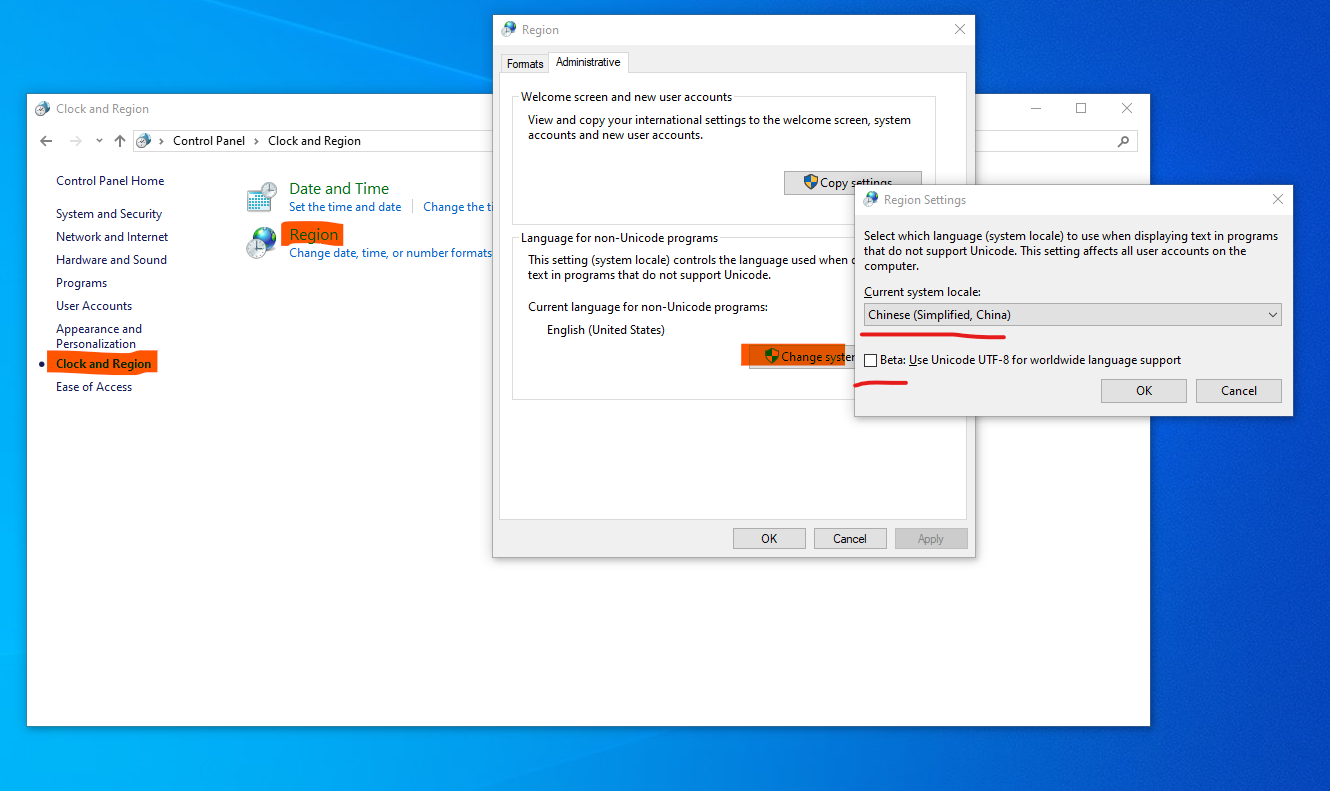 Region
Formats
Administrative
Welcome screen and new user accounts
View and copy your international settings to the welcome screen, system
accounts and new user accounts.
Copy settings
Language for non-Unicode programs
This setting (system locale) controls the language used when
text in programs that do not support Unicode.
Current language for non-Unicode programs:
English (United States)
Change system
OK
Cancel
Apply
Clock and Region
Control Panel
Clock and Region
Control Panel Home
System and Security
Network and Internet
Hardware and Sound
Programs
User Accounts
Appearance and
Personalization
Clock and Region
Ease of Access
Date and Time
Set the time and date
Change the ti
Region
Change date, time, or number formats
Region Settings
Select which language (system locale) to use when displaying text in programs
that do not support Unicode. This setting affects all user accounts on the
computer.
Current system locale:
Chinese (Simplified, China)
Beta: Use Unicode UTF-8 for worldwide language support
OK
Cancel